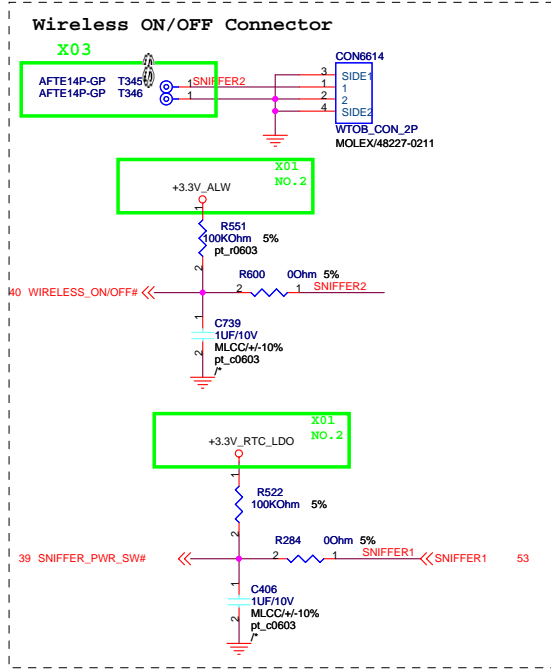 Wireless ON/OFF Connector
X03
CON6614
AFTE14P-GP T345 1 SNIFFER2
AFTE14P-GP T346 1
3 SIDE1
1 1
2 2
4 SIDE2
WTOB_CON_2P
MOLEX/48227-0211
X01
NO.2
+3.3V_ALW
1
R551
100KOhm 5%
pt_r0603
2
R600 0Ohm 5%
40 WIRELESS_ON/OFF# 2 1 SNIFFER2
1
C739
1UF/10V
MLCC/+/-10%
2
pt_c0603
/*
X01
NO.2
+3.3V_RTC_LDO
1
R522
100KOhm 5%
2
R284 0Ohm 5%
39 SNIFFER_PWR_SW# 2 1 SNIFFER1 SNIFFER1 53
1
C406
1UF/10V
MLCC/+/-10%
2
pt_c0603
/*